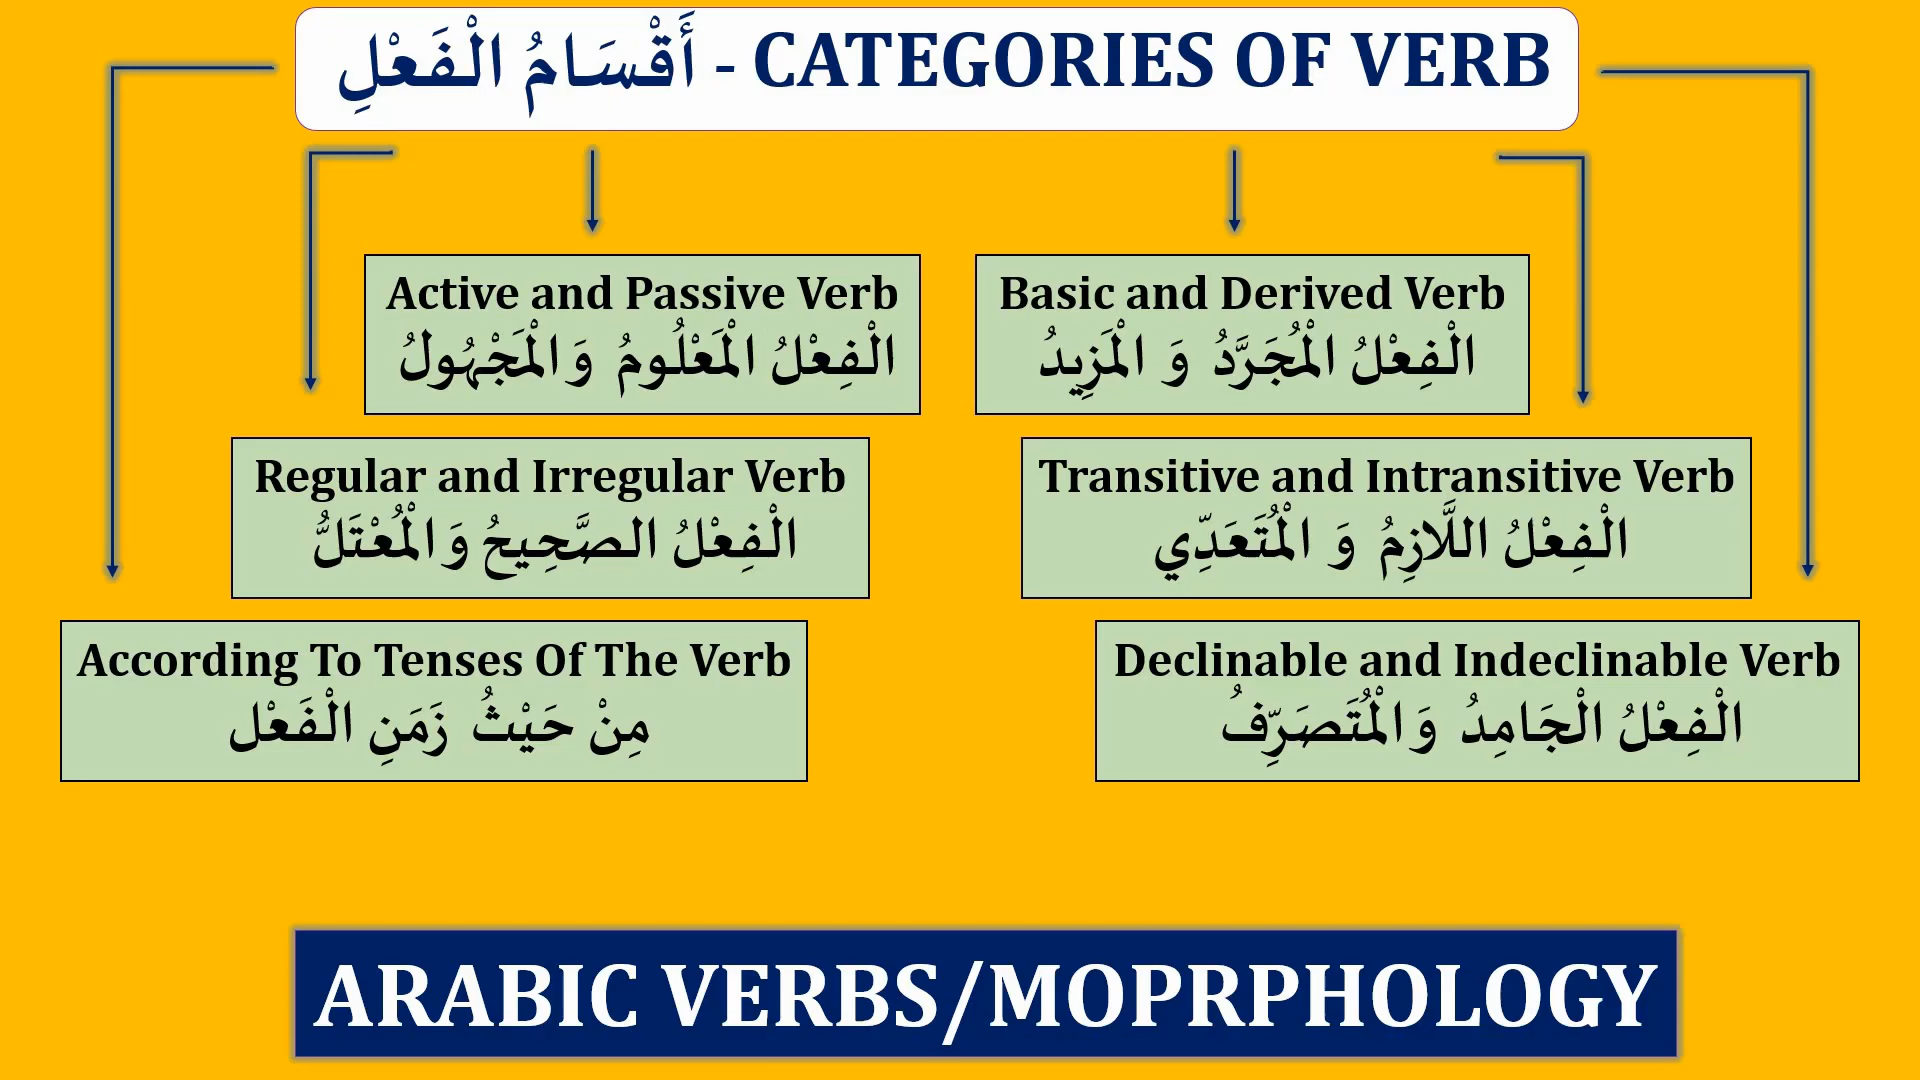 أَقْسَامُ الْفَعْلِ - CATEGORIES OF VERB
Active and Passive Verb
الْفِعْلُ الْمَعْلُومُ وَالْمَجْهُولُ
Basic and Derived Verb
الْفِعْلُ الْمُجَرَّدُ وَ الْمَزِيدُ
Regular and Irregular Verb
الْفِعْلُ الصَّحِيحُ وَالْمُعْتَلُّ
Transitive and Intransitive Verb
الْفِعْلُ اللَّازِمُ وَ الْمُتَعَدِّي
According To Tenses Of The Verb
مِنْ حَيْثُ زَمَنِ الْفَعْل
Declinable and Indeclinable Verb
الْفِعْلُ الْجَامِدُ وَالْمُتَصَرِّفُ
ARABIC VERBS/MOPRPHOLOGY